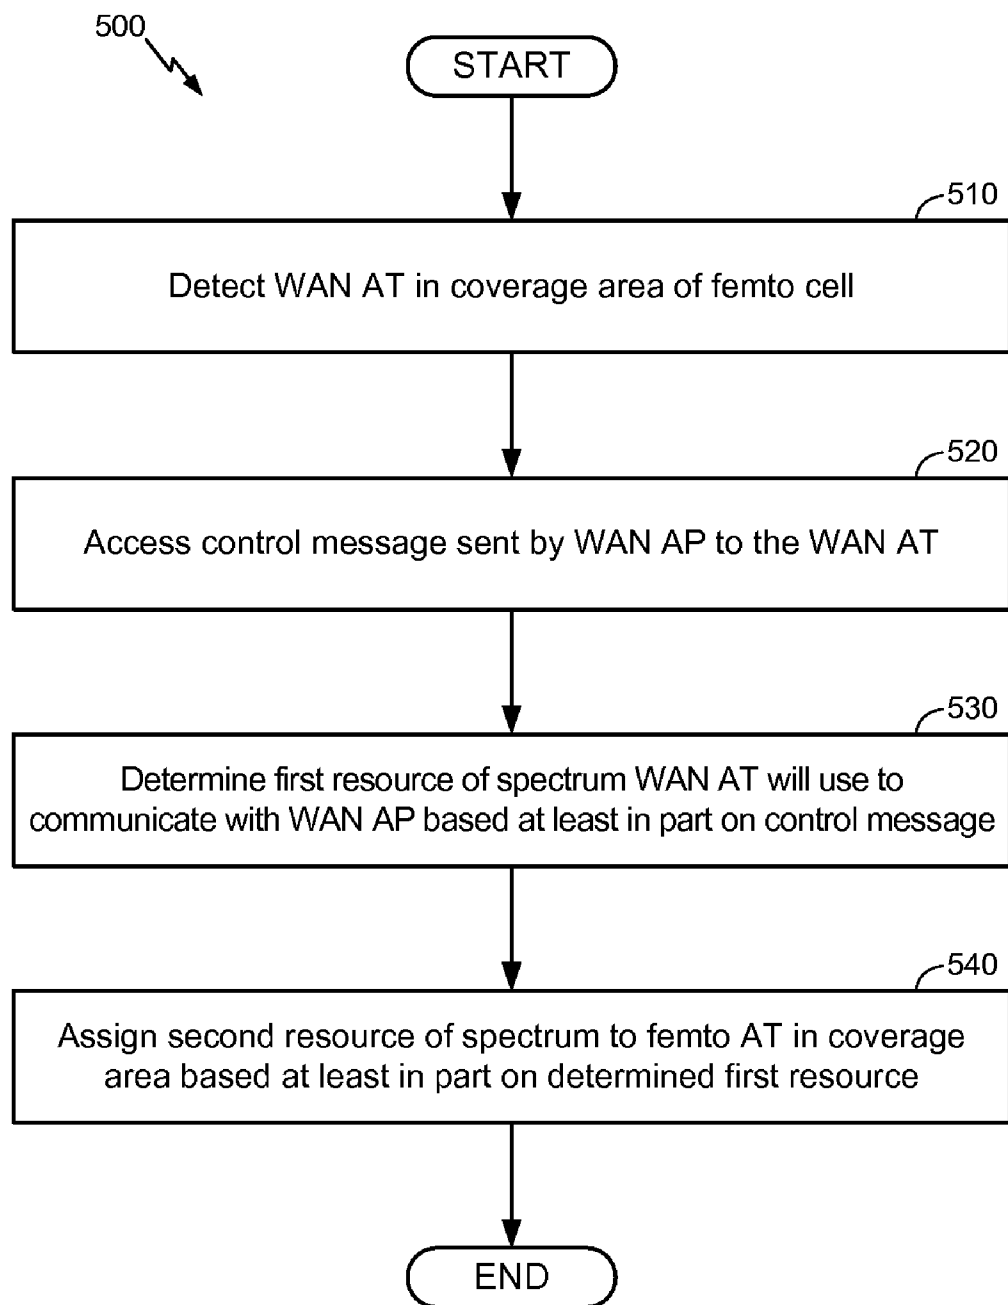 500
START
510
Detect WAN AT in coverage area of femto cell
520
Access control message sent by WAN AP to the WAN AT
530
Determine first resource of spectrum WAN AT will use to
communicate with WAN AP based at least in part on control message
540
Assign second resource of spectrum to femto AT in coverage
area based at least in part on determined first resource
END